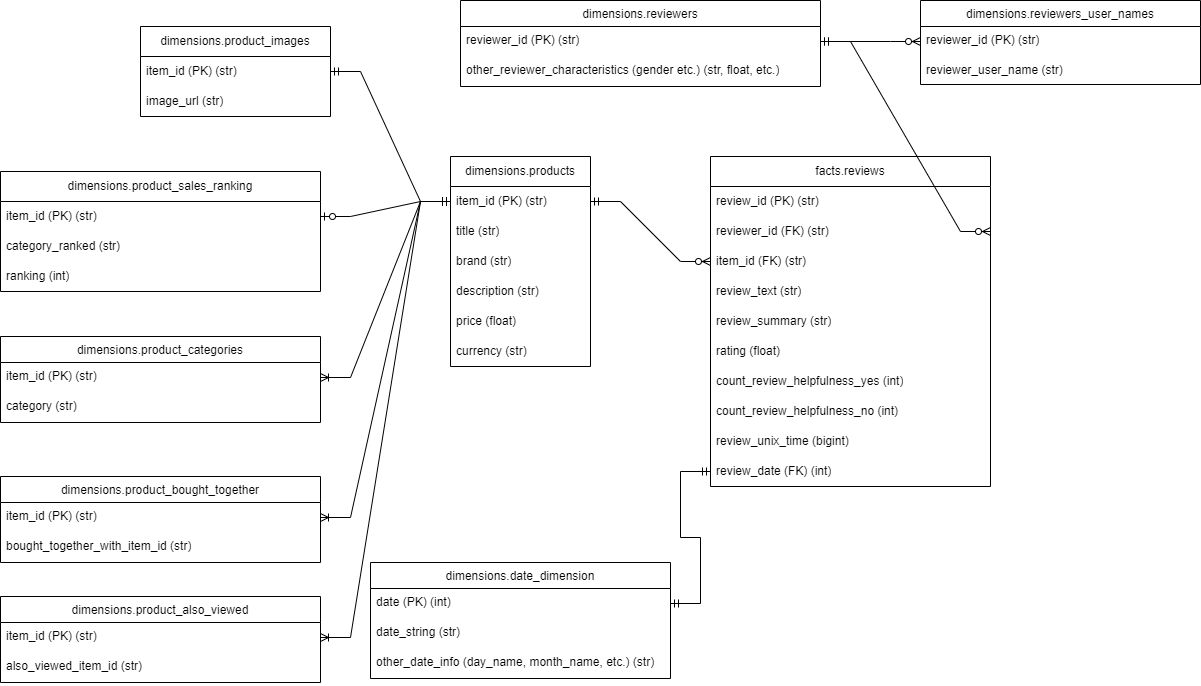 dimensions.reviewers
reviewer_id (PK) (str)
other_reviewer_characteristics (gender etc.) (str, float, etc.)
dimensions.reviewers_user_names
reviewer_id (PK) (str)
reviewer_user_name (str)
dimensions.product_images
item_id (PK) (str)
image_url (str)
dimensions.product_sales_ranking
item_id (PK) (str)
category_ranked (str)
ranking (int)
dimensions.products
item_id (PK) (str)
title (str)
brand (str)
description (str)
price (float)
currency (str)
facts.reviews
review_id (PK) (str)
reviewer_id (FK) (str)
item_id (FK) (str)
review_text (str)
review_summary (str)
rating (float)
count_review_helpfulness_yes (int)
count_review_helpfulness_no (int)
review_unix_time (bigint)
review_date (FK) (int)
dimensions.product_categories
item_id (PK) (str)
category (str)
dimensions.product_bought_together
item_id (PK) (str)
bought_together_with_item_id (str)
dimensions.product_also_viewed
item_id (PK) (str)
also_viewed_item_id (str)
dimensions.date_dimension
date (PK) (int)
date_string (str)
other_date_info (day_name, month_name, etc.) (str)